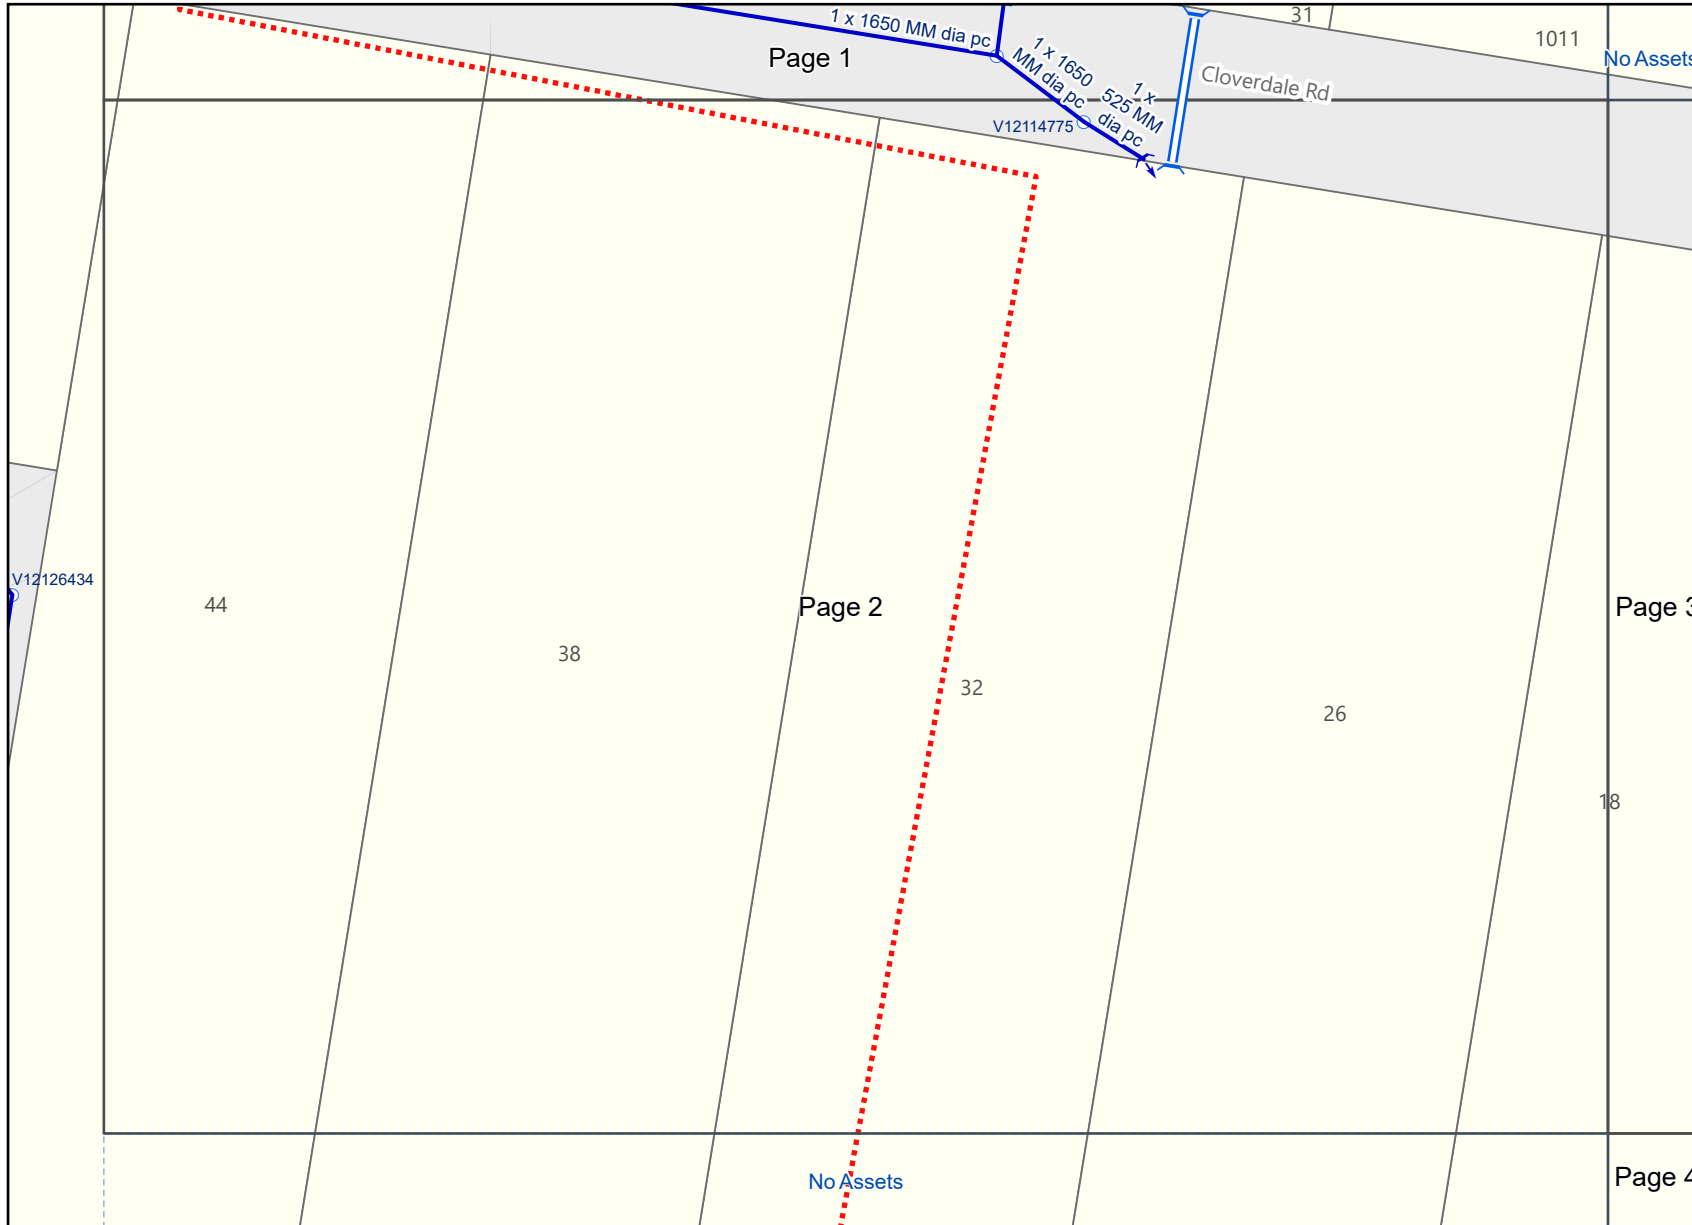 31
1011
No Assets
1 x 1650 MM dia pc
Page 1
1 x 1650
MM dia pc
1 x
525 MM
dia pc
Cloverdale Rd
V12114775
V12126434
44
Page 2
Page 3
38
32
26
18
No Assets
Page 4